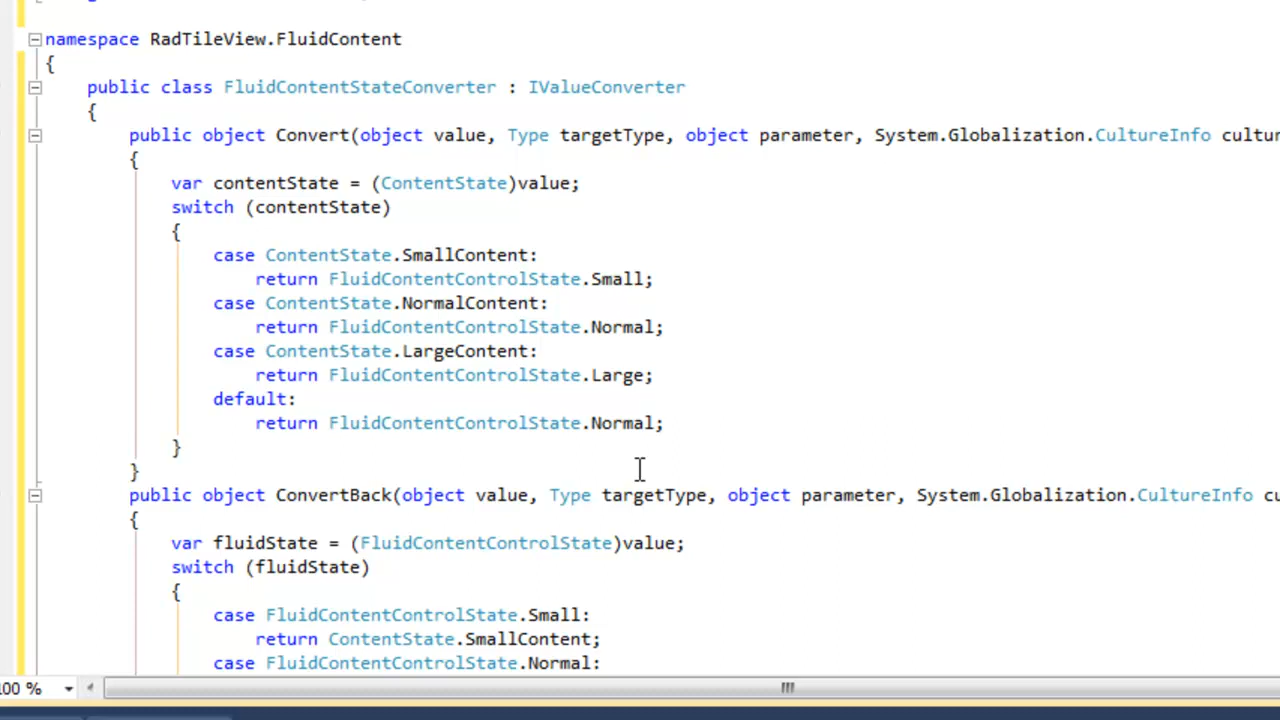 namespace RadTileView.FluidContent
{
public class FluidContentStateConverter : IValueConverter
{
public object Convert(object value, Type targetType, object parameter, System.Globalization.CultureInfo cultur
{
var contentState = (ContentState)value;
switch (contentState)
{
case ContentState.SmallContent:
return FluidContentControlState.Small;
case ContentState.NormalContent:
return FluidContentControlState.Normal;
case ContentState.LargeContent:
return FluidContentControlState.Large;
default:
return FluidContentControlState.Normal;
}
}
public object ConvertBack(object value, Type targetType, object parameter, System.Globalization.CultureInfo cu
{
var fluidState = (FluidContentControlState)value;
switch (fluidState)
{
case FluidContentControlState.Small:
return ContentState.SmallContent;
case FluidContentControlState.Normal:
100 %